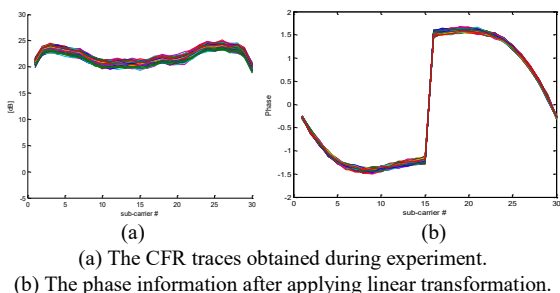 30
25
20
15
10
5
0
-5
[dB]
0 5 10 15 20 25 30
sub-carrier #
(a)
2
1.5
1
0.5
0
-0.5
-1
-1.5
-2
Phase
0 5 10 15 20 25 30
sub-carrier #
(b)
(a) The CFR traces obtained during experiment.
(b) The phase information after applying linear transformation.